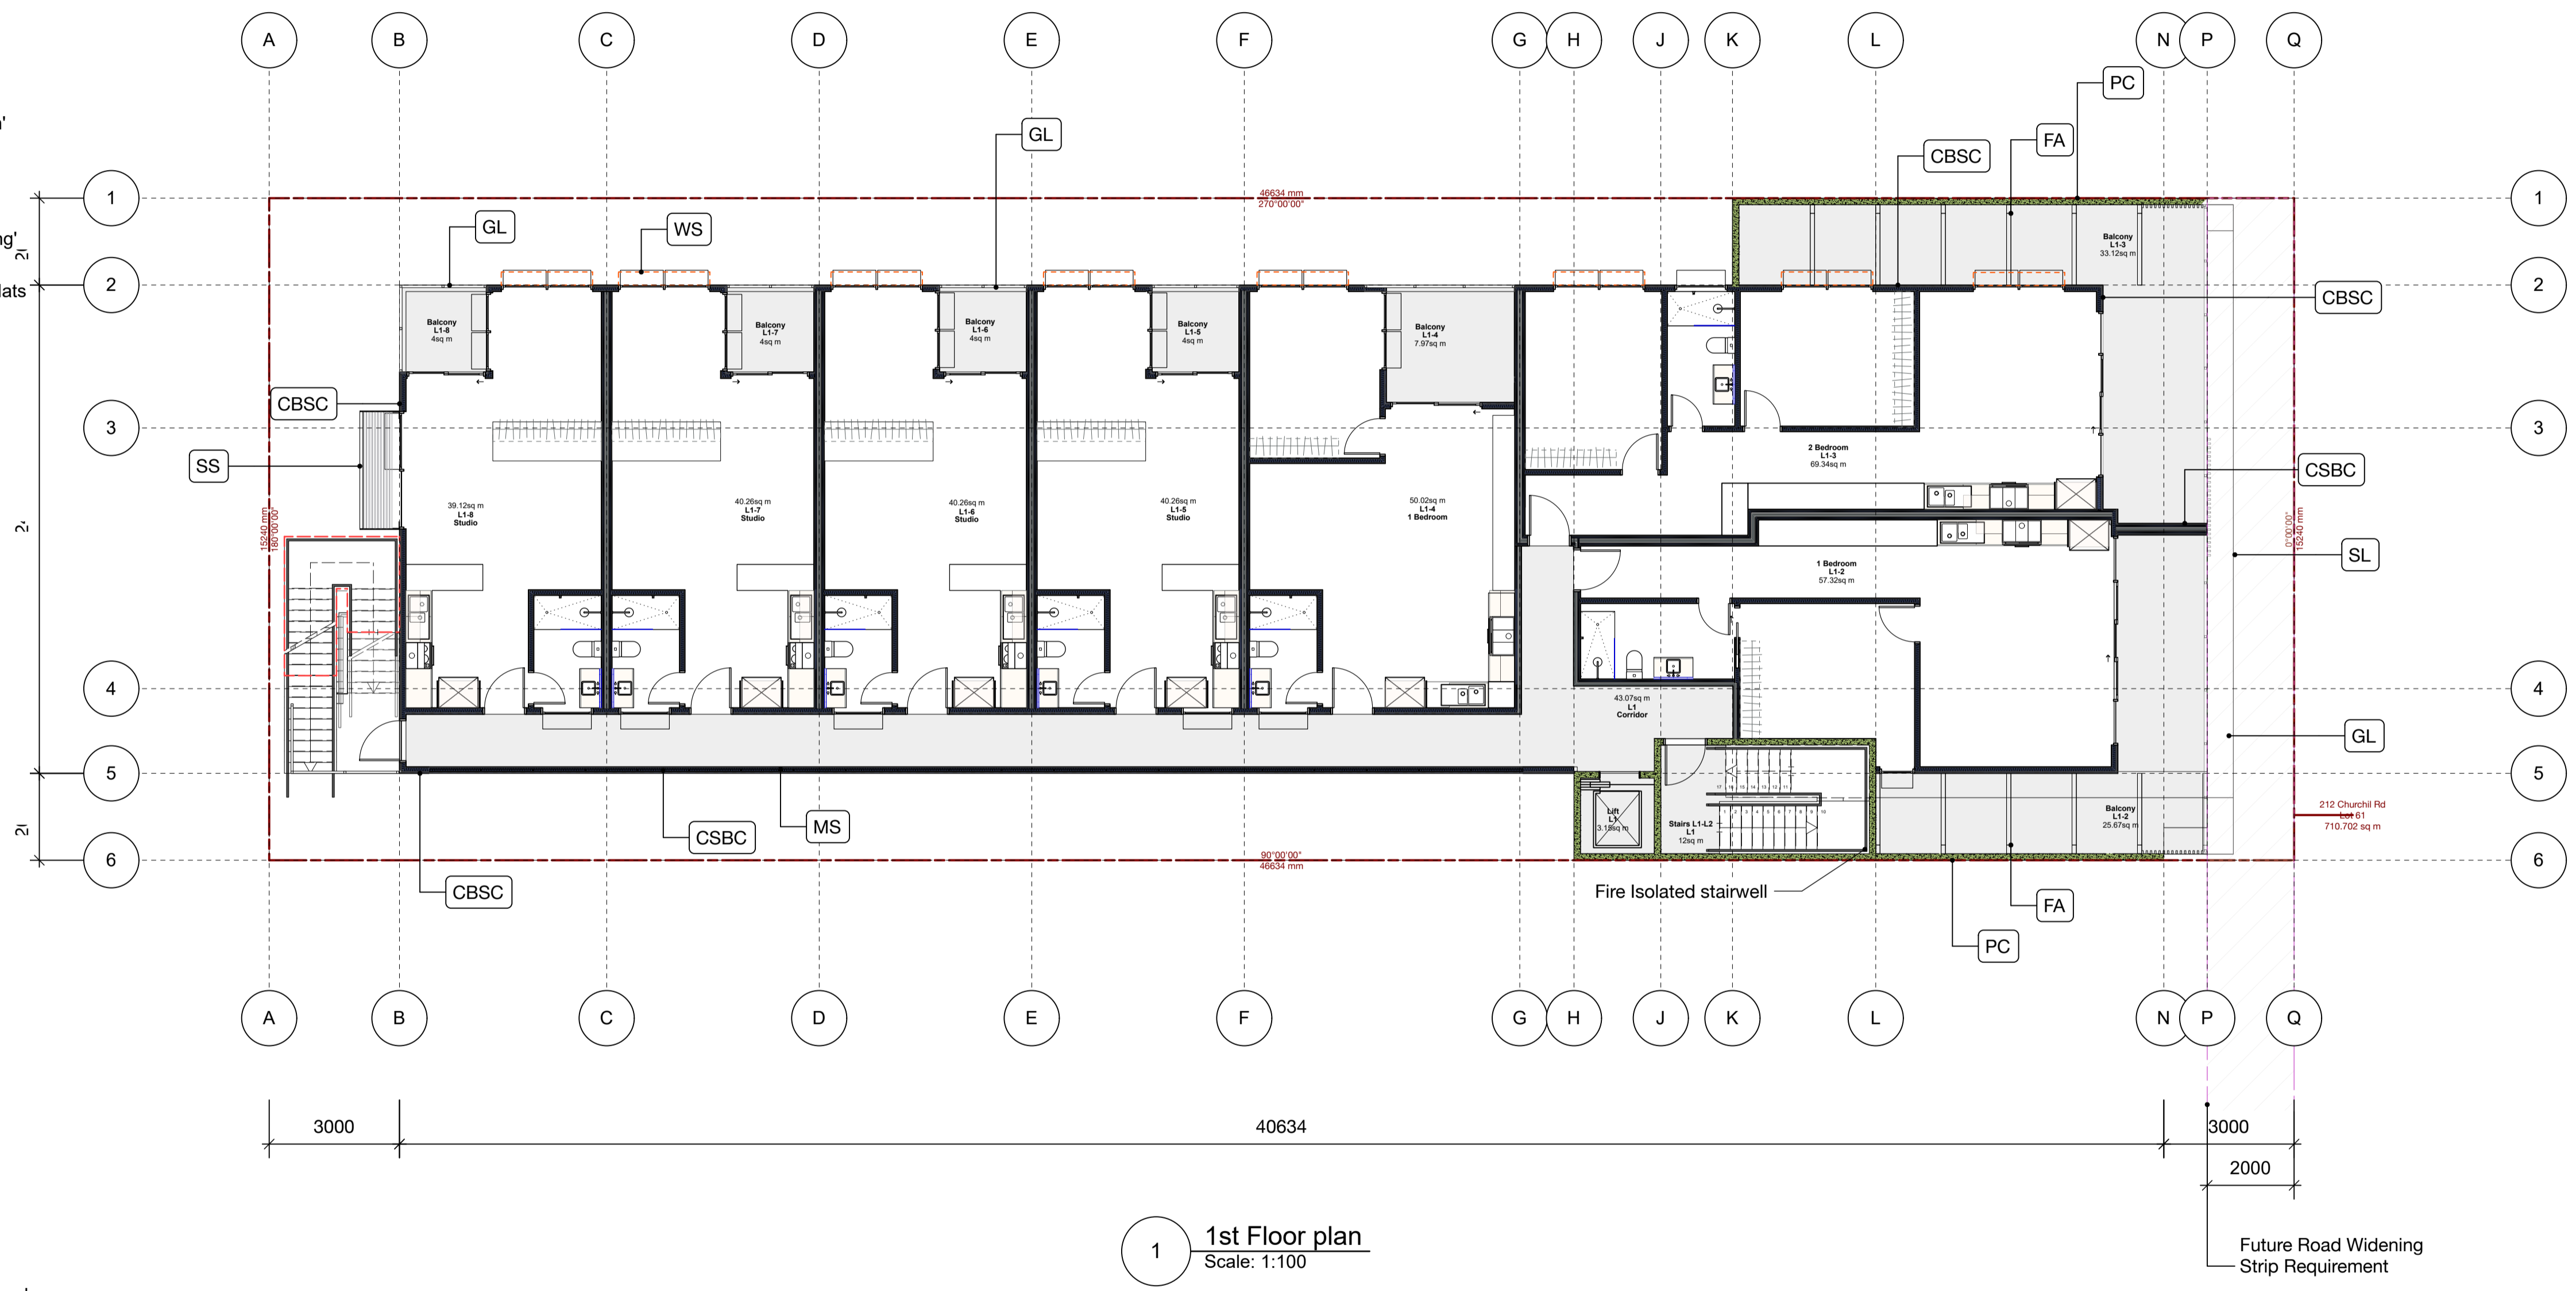 A
B
C
D
E
F
G
H
J
K
L
N
P
Q
PC
FA
GL
CBSC
1
46634 mm
270°00'00"
1
GL
WS
Balcony
L1-3
33.12sq m
ng'
2
2
lats
CBSC
Balcony
L1-8
4sq m
Balcony
L1-7
4sq m
Balcony
L1-6
4sq m
Balcony
L1-5
4sq m
Balcony
L1-4
7.97sq m
CBSC
3
3
2 Bedroom
L1-3
69.34sq m
SS
CSBC
39.12sq m
L1-8
Studio
40.26sq m
L1-7
Studio
40.26sq m
L1-6
Studio
40.26sq m
L1-5
Studio
50.02sq m
L1-4
1 Bedroom
15240 mm
180°00'00"
0°00'00"
15240 mm
SL
1 Bedroom
L1-2
57.32sq m
4
4
43.07sq m
L1
Corridor
GL
5
5
Lift
L1
3.15sq m
Stairs L1-L2
L1
12sq m
Balcony
L1-2
25.67sq m
212 Churchil Rd
Lot 61
710.702 sq m
CSBC
MS
6
90°00'00"
46634 mm
6
CBSC
Fire Isolated stairwell
FA
PC
A
B
C
D
E
F
G
H
J
K
L
N
P
Q
3000
40634
3000
2000
1
1st Floor plan
Scale: 1:100
Future Road Widening
Strip Requirement